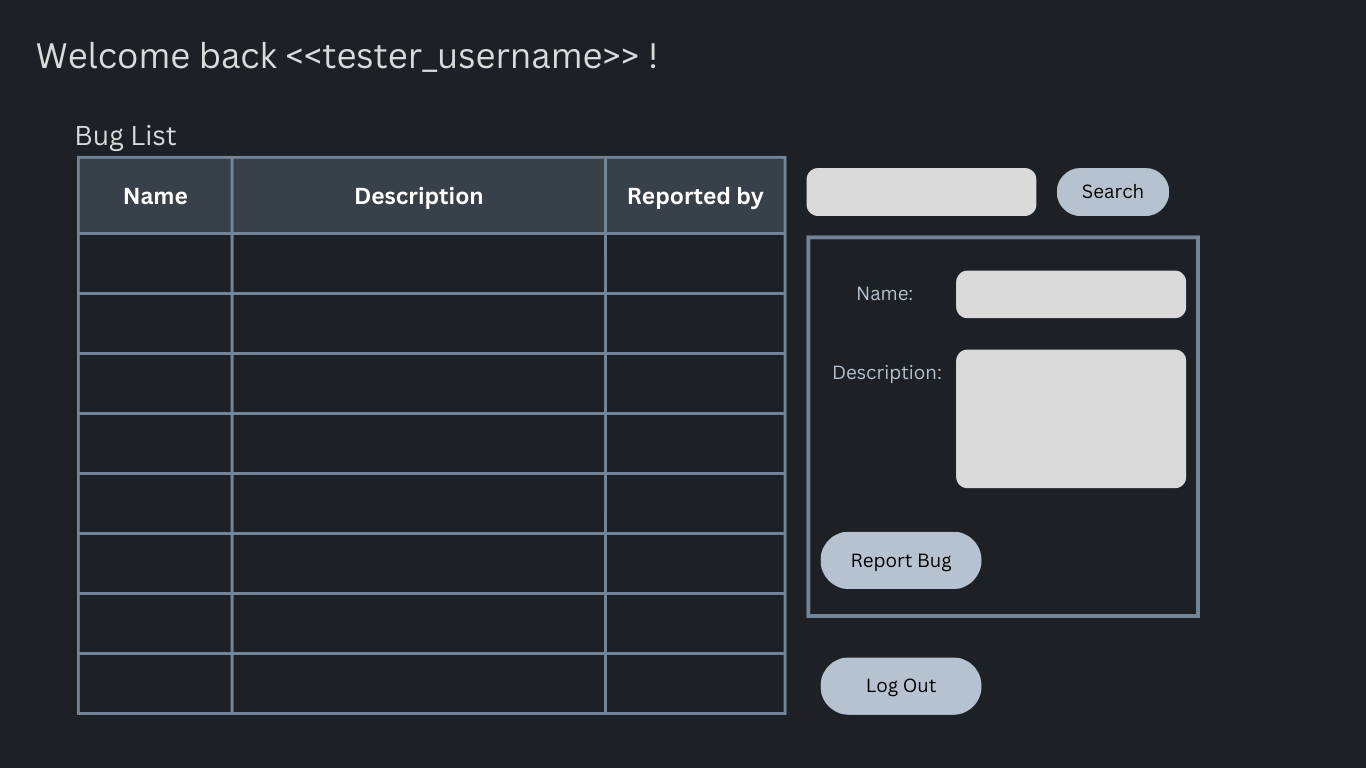 Welcome back <<tester_username>> !
Bug List
Name Description Reported by
Search
Name:
Description:
Report Bug
Log Out